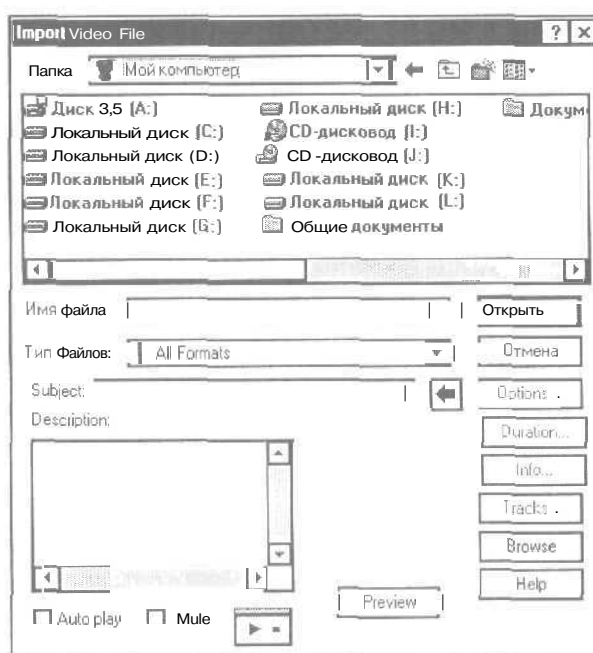 Import Video File
? ×
Папка Мой компьютер
Диск 3,5 (A:) Локальный диск (H:) Докум
Локальный диск (C:) CD-дисковод (I:)
Локальный диск (D:) CD -дисковод (J:)
Локальный диск (E:) Локальный диск (K:)
Локальный диск (F:) Локальный диск (L:)
Локальный диск (G:) Общие документы
Имя файла Открыть
Тип Файлов: All Formats Отмена
Subject: Options .
Description: Duration...
Info...
Tracks .
Browse
Help
Preview
Auto play Mule